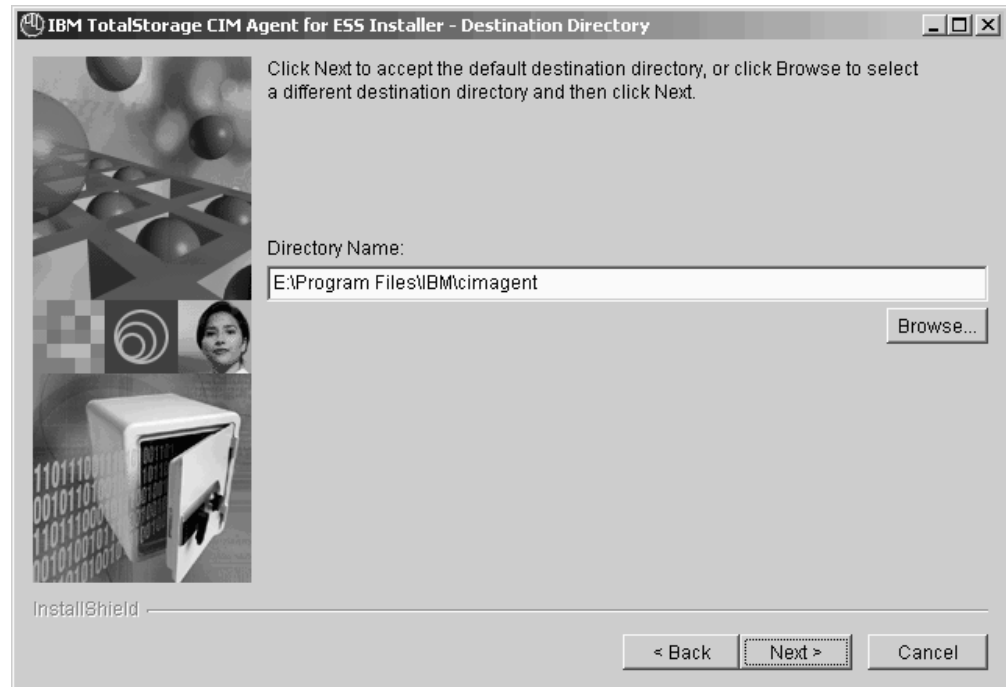 IBM TotalStorage CIM Agent for ESS Installer - Destination Directory
Click Next to accept the default destination directory, or click Browse to select
a different destination directory and then click Next.
Directory Name:
E:\Program Files\IBM\cimagent
Browse...
InstallShield
< Back
Next >
Cancel